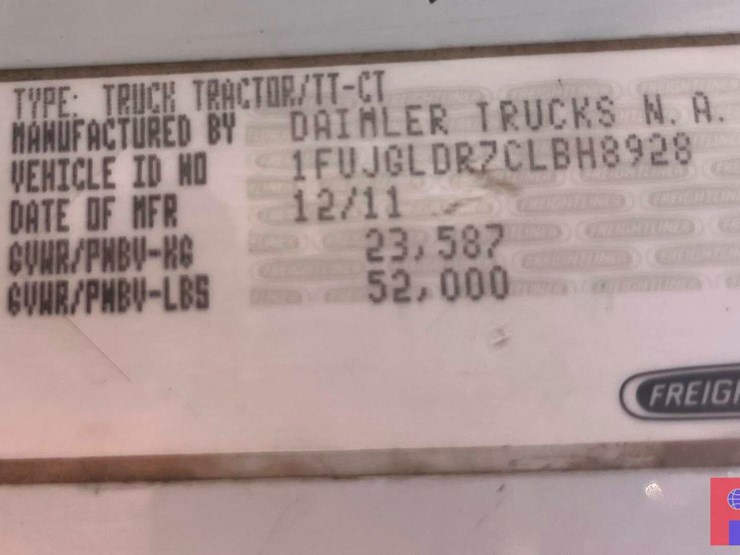 TYPE: TRUCK TRACTOR/TT-CT
MANUFACTURED BY DAIMLER TRUCKS N.A.
VEHICLE ID NO 1FUJGLDR7CLBH8928
DATE OF MFR 12/11
GVWR/PNBV-KG 23,587
GVWR/PNBV-LBS 52,000
FREIGH